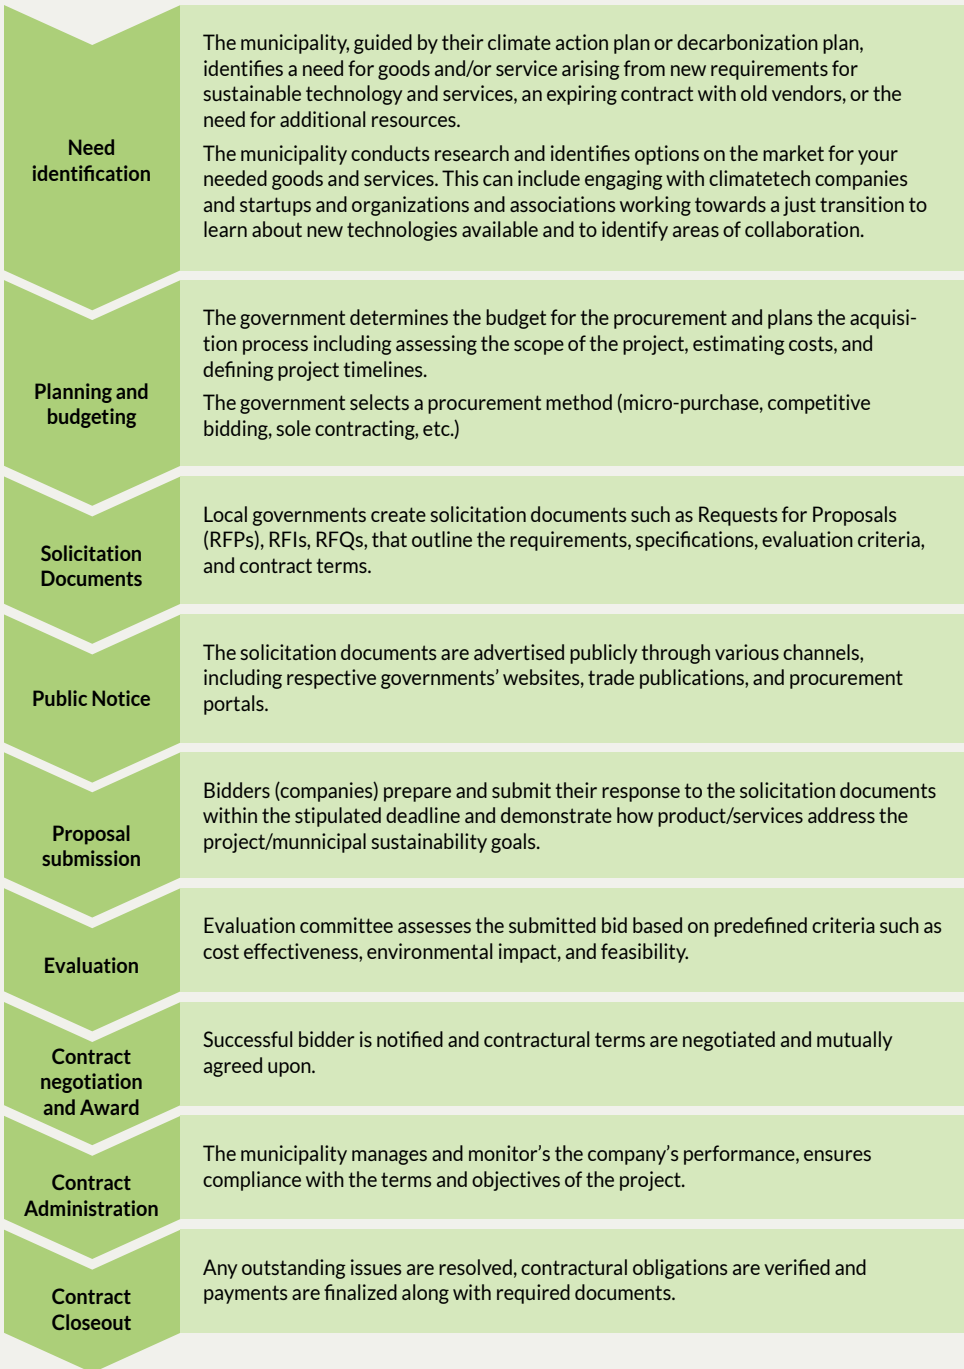 Need
identification
The municipality, guided by their climate action plan or decarbonization plan,
identifies a need for goods and/or service arising from new requirements for
sustainable technology and services, an expiring contract with old vendors, or the
need for additional resources.
The municipality conducts research and identifies options on the market for your
needed goods and services. This can include engaging with climatetech companies
and startups and organizations and associations working towards a just transition to
learn about new technologies available and to identify areas of collaboration.
Planning and
budgeting
The government determines the budget for the procurement and plans the acquisi-
tion process including assessing the scope of the project, estimating costs, and
defining project timelines.
The government selects a procurement method (micro-purchase, competitive
bidding, sole contracting, etc.)
Solicitation
Documents
Local governments create solicitation documents such as Requests for Proposals
(RFPs), RFIs, RFQs, that outline the requirements, specifications, evaluation criteria,
and contract terms.
Public Notice
The solicitation documents are advertised publicly through various channels,
including respective governments’ websites, trade publications, and procurement
portals.
Proposal
submission
Bidders (companies) prepare and submit their response to the solicitation documents
within the stipulated deadline and demonstrate how product/services address the
project/munnicipal sustainability goals.
Evaluation
Evaluation committee assesses the submitted bid based on predefined criteria such as
cost effectiveness, environmental impact, and feasibility.
Contract
negotiation
and Award
Successful bidder is notified and contractural terms are negotiated and mutually
agreed upon.
Contract
Administration
The municipality manages and monitor’s the company’s performance, ensures
compliance with the terms and objectives of the project.
Contract
Closeout
Any outstanding issues are resolved, contractural obligations are verified and
payments are finalized along with required documents.